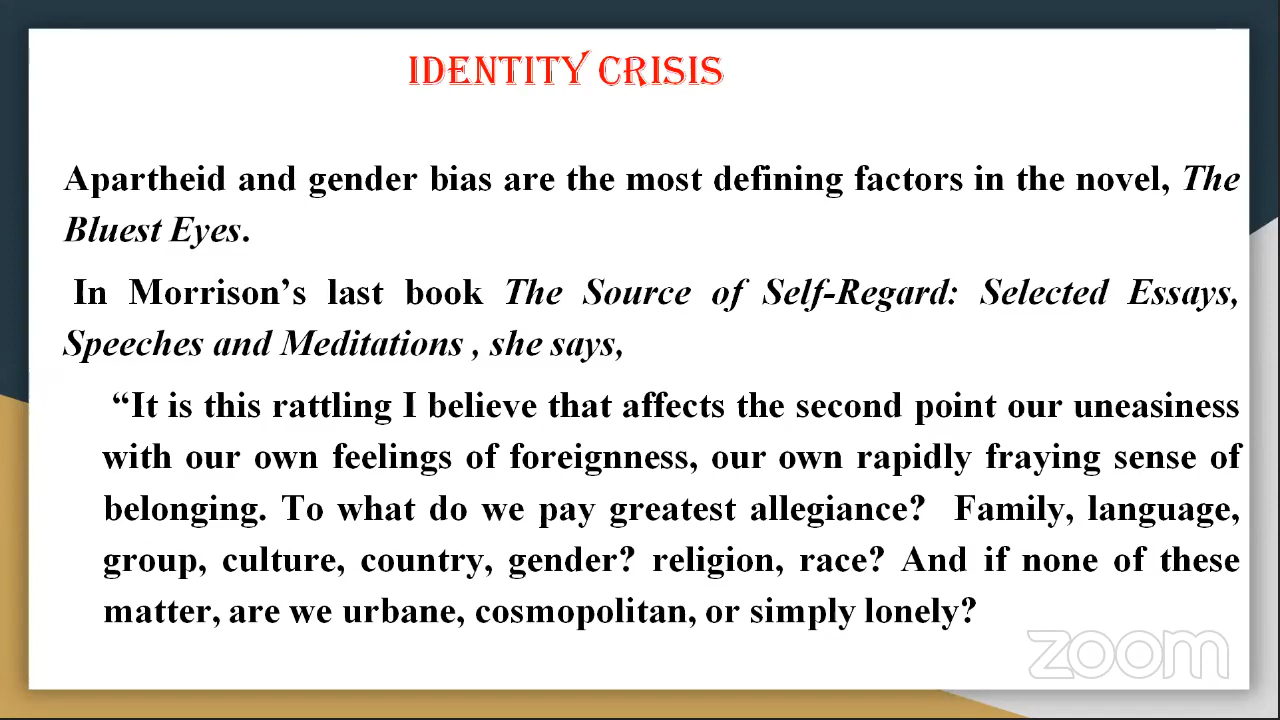 IDENTITY CRISIS
Apartheid and gender bias are the most defining factors in the novel, The
Bluest Eyes.
In Morrison’s last book The Source of Self-Regard: Selected Essays,
Speeches and Meditations , she says,
“It is this rattling I believe that affects the second point our uneasiness
with our own feelings of foreignness, our own rapidly fraying sense of
belonging. To what do we pay greatest allegiance? Family, language,
group, culture, country, gender? religion, race? And if none of these
matter, are we urbane, cosmopolitan, or simply lonely?
zoom